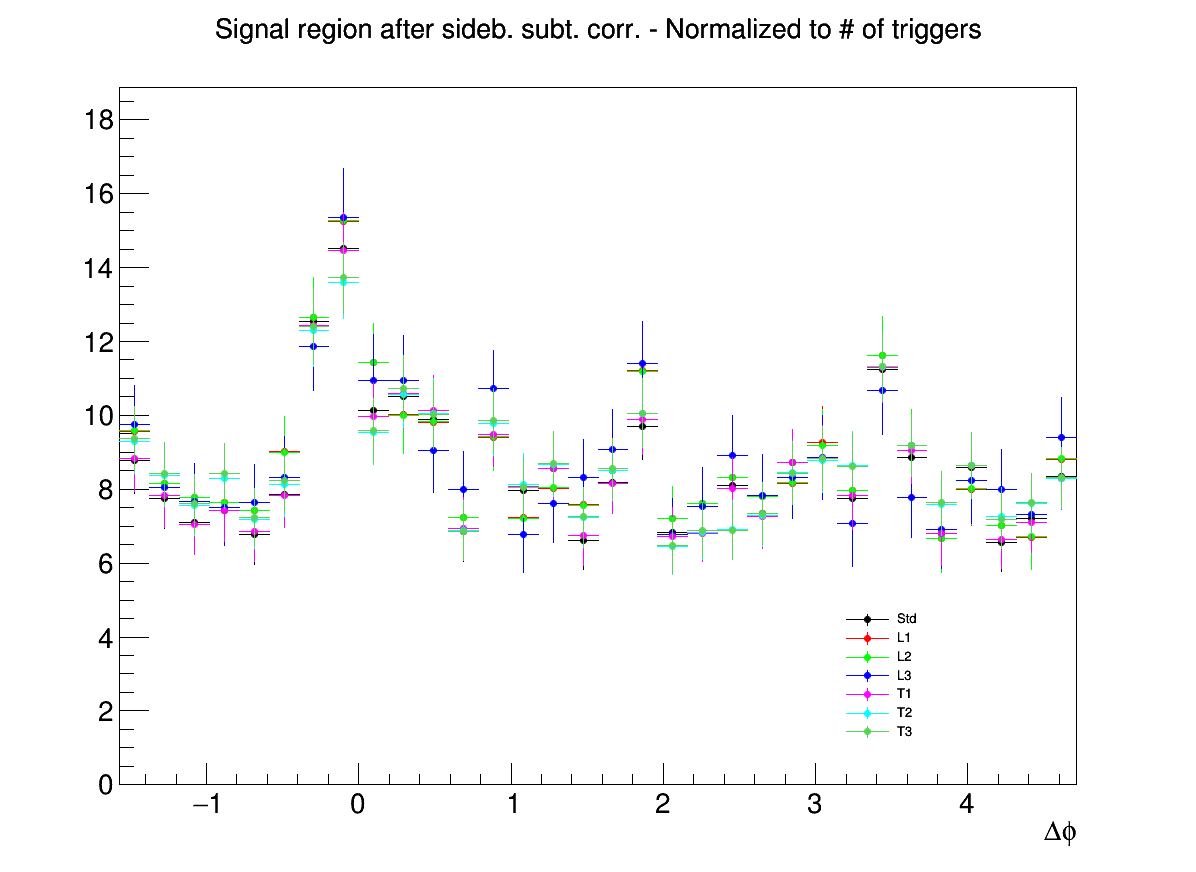 Signal region after sideb. subt. corr. - Normalized to # of triggers
18
16
14
12
10
8
6
4
2
0
Std
L1
L2
L3
T1
T2
T3
−1 0 1 2 3 4
Δϕ